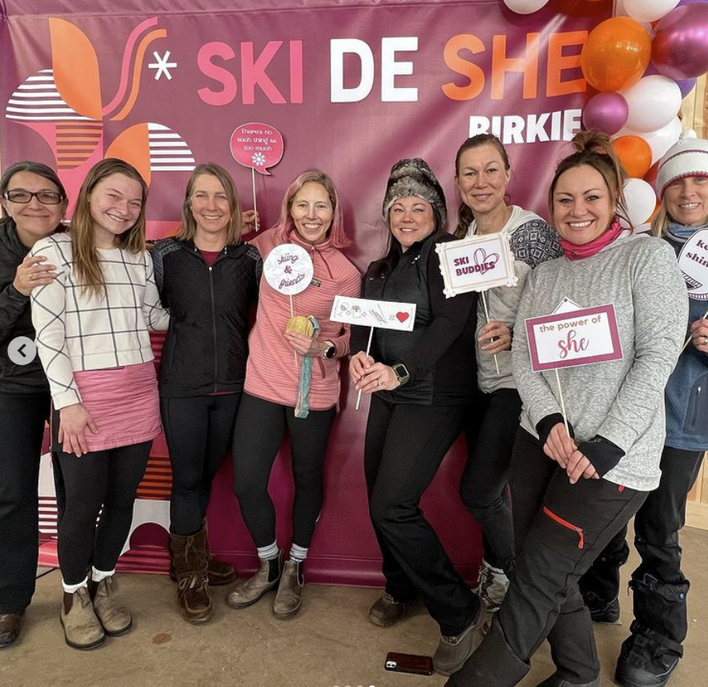 SKI DE SHE
BIRKIE
There's no
such thing as
too much
Skiing
&
friends
SKI
BUDDIES
the power of
she